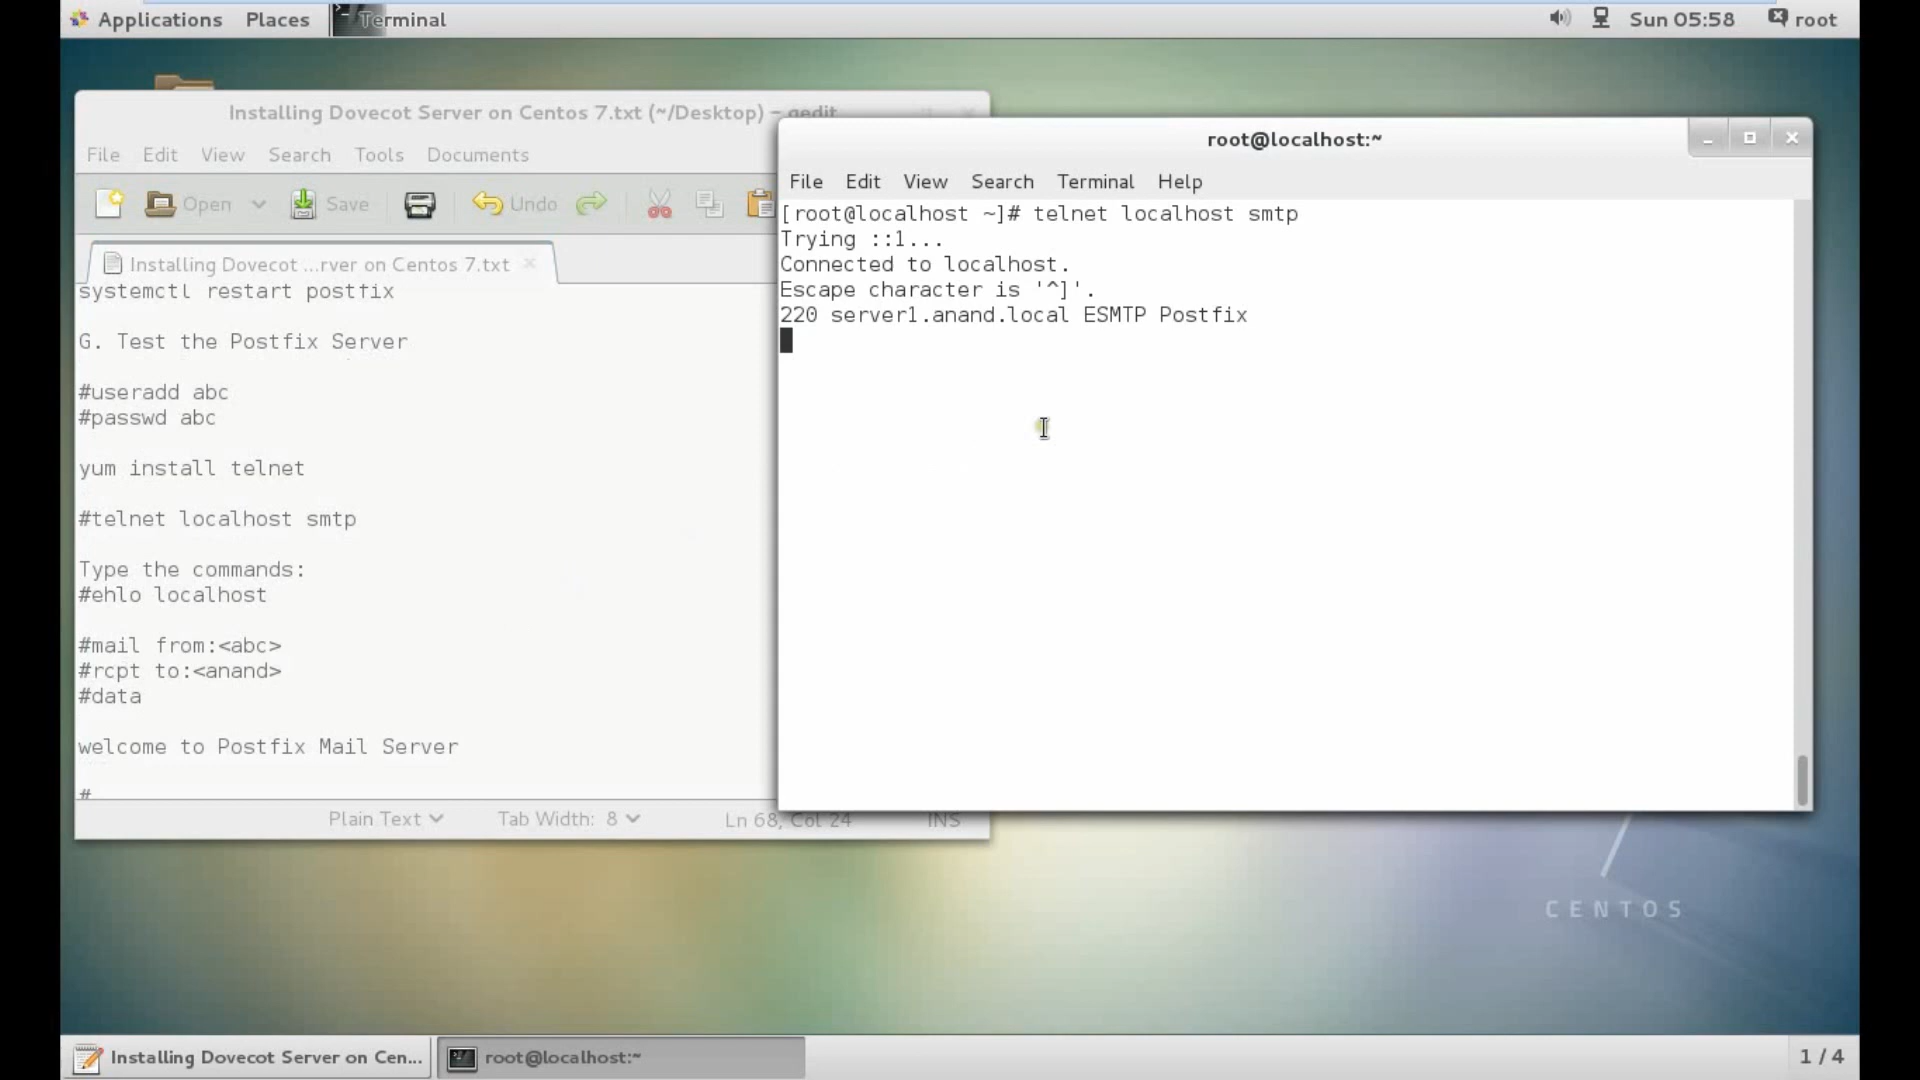 Applications Places Terminal
Sun 05:58 root
Installing Dovecot Server on Centos 7.txt (~/Desktop) - gedit
File Edit View Search Tools Documents
Open Save Undo
Installing Dovecot ...rver on Centos 7.txt
systemctl restart postfix
G. Test the Postfix Server
#useradd abc
#passwd abc
yum install telnet
#telnet localhost smtp
Type the commands:
#ehlo localhost
#mail from:<abc>
#rcpt to:<anand>
#data
welcome to Postfix Mail Server
#
Plain Text Tab Width: 8 Ln 68, Col 24 INS
root@localhost:~
File Edit View Search Terminal Help
[root@localhost ~]# telnet localhost smtp
Trying ::1...
Connected to localhost.
Escape character is '^]'.
220 server1.anand.local ESMTP Postfix
CENTOS
Installing Dovecot Server on Cen... root@localhost:~ 1 / 4